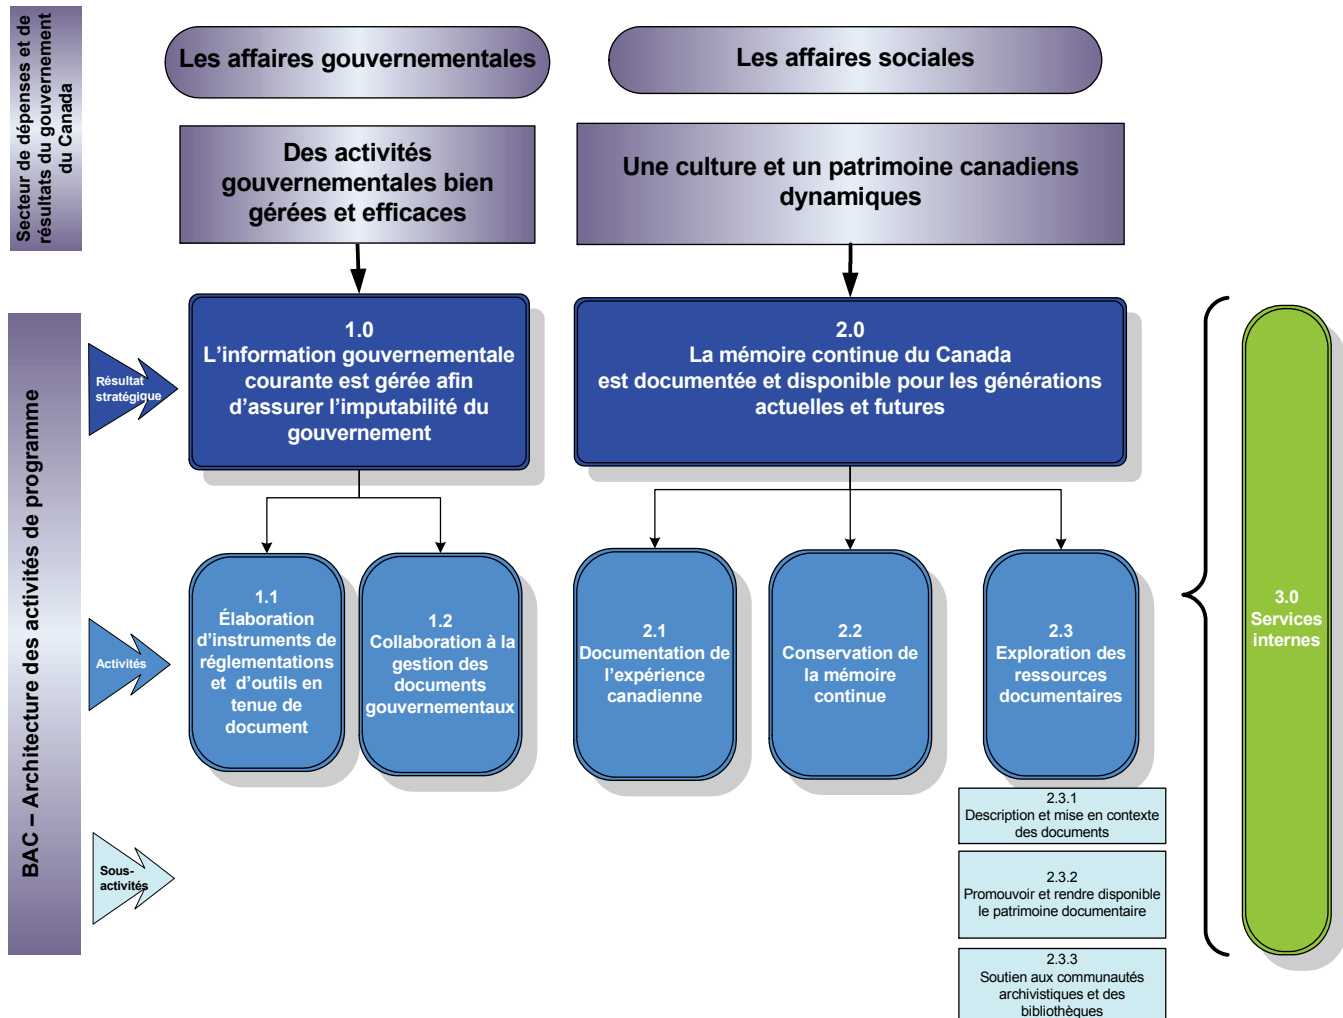 Secteur de dépenses et de
résultats du gouvernement
du Canada
Les affaires gouvernementales
Les affaires sociales
Des activités
gouvernementales bien
gérées et efficaces
Une culture et un patrimoine canadiens
dynamiques
BAC – Architecture des activités de programme
Résultat
stratégique
1.0
L’information gouvernementale
courante est gérée afin
d’assurer l’imputabilité du
gouvernement
2.0
La mémoire continue du Canada
est documentée et disponible pour les générations
actuelles et futures
Activités
1.1
Élaboration
d’instruments de
réglementations
et d’outils en
tenue de
document
1.2
Collaboration à la
gestion des
documents
gouvernementaux
2.1
Documentation de
l’expérience
canadienne
2.2
Conservation de
la mémoire
continue
2.3
Exploration des
ressources
documentaires
3.0
Services
internes
Sous-
activités
2.3.1
Description et mise en contexte
des documents
2.3.2
Promouvoir et rendre disponible
le patrimoine documentaire
2.3.3
Soutien aux communautés
archivistiques et des
bibliothèques